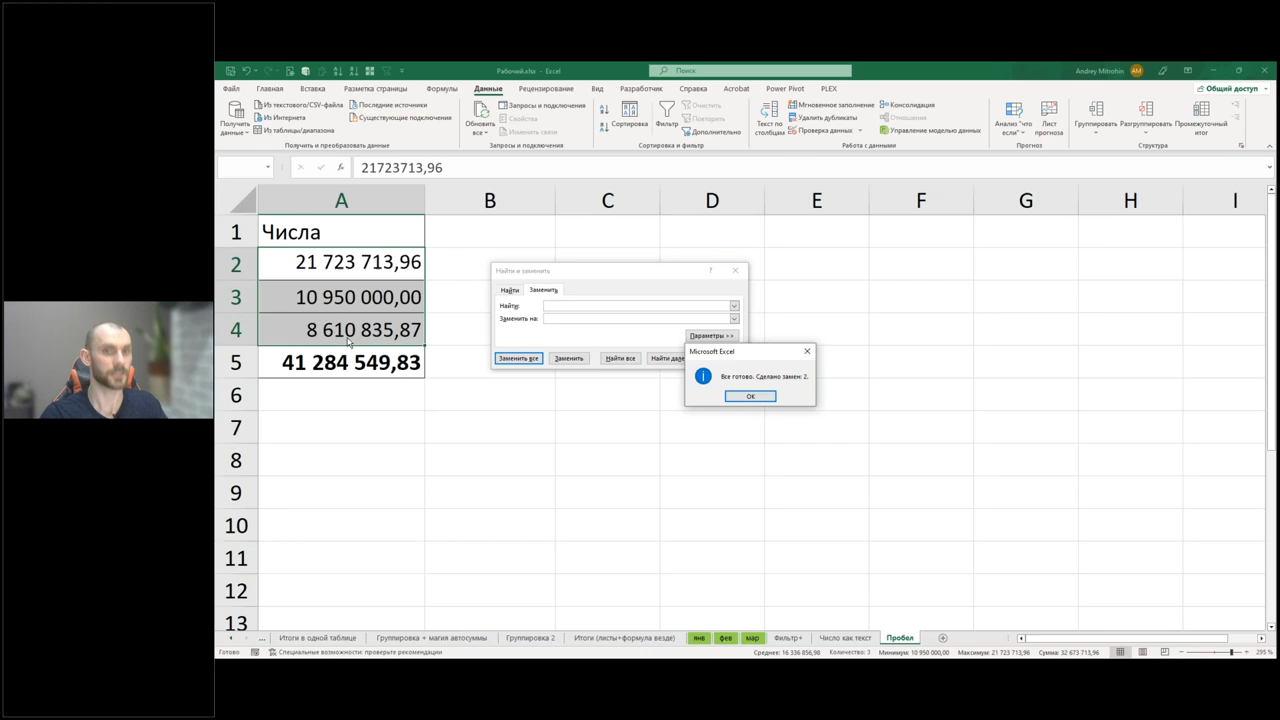 Рабочий.xlsx - Excel
Поиск
Andrey Mitrohin
AM
Файл Главная Вставка Разметка страницы Формулы Данные Рецензирование Вид Разработчик Справка Acrobat Power Pivot PLEX
Общий доступ
Получить данные
Из текстового/CSV-файла
Из Интернета
Из таблицы/диапазона
Последние источники
Существующие подключения
Получить и преобразовать данные
Обновить все
Запросы и подключения
Свойства
Изменить связи
Запросы и подключения
Сортировка
Фильтр
Очистить
Повторить
Дополнительно
Сортировка и фильтр
Текст по столбцам
Мгновенное заполнение
Удалить дубликаты
Проверка данных
Консолидация
Отношения
Управление моделью данных
Работа с данными
Анализ "что если"
Лист прогноза
Прогноз
Группировать
Разгруппировать
Промежуточный итог
Структура
21723713,96
A B C D E F G H I
1 Числа
2 21 723 713,96
3 10 950 000,00
4 8 610 835,87
5 41 284 549,83
6
7
8
9
10
11
12
13
Найти и заменить
?
Найти Заменить
Найти:
Заменить на:
Параметры >>
Заменить все Заменить Найти все Найти дале
Microsoft Excel
Все готово. Сделано замен: 2.
ОК
... Итоги в одной таблице Группировка + магия автосуммы Группировка 2 Итоги (листы+формула везде) янв фев мар Фильтр+ Число как текст Пробел
Готово Специальные возможности: проверьте рекомендации Среднее: 16 336 856,98 Количество: 3 Минимум: 10 950 000,00 Максимум: 21 723 713,96 Сумма: 32 673 713,96 295 %